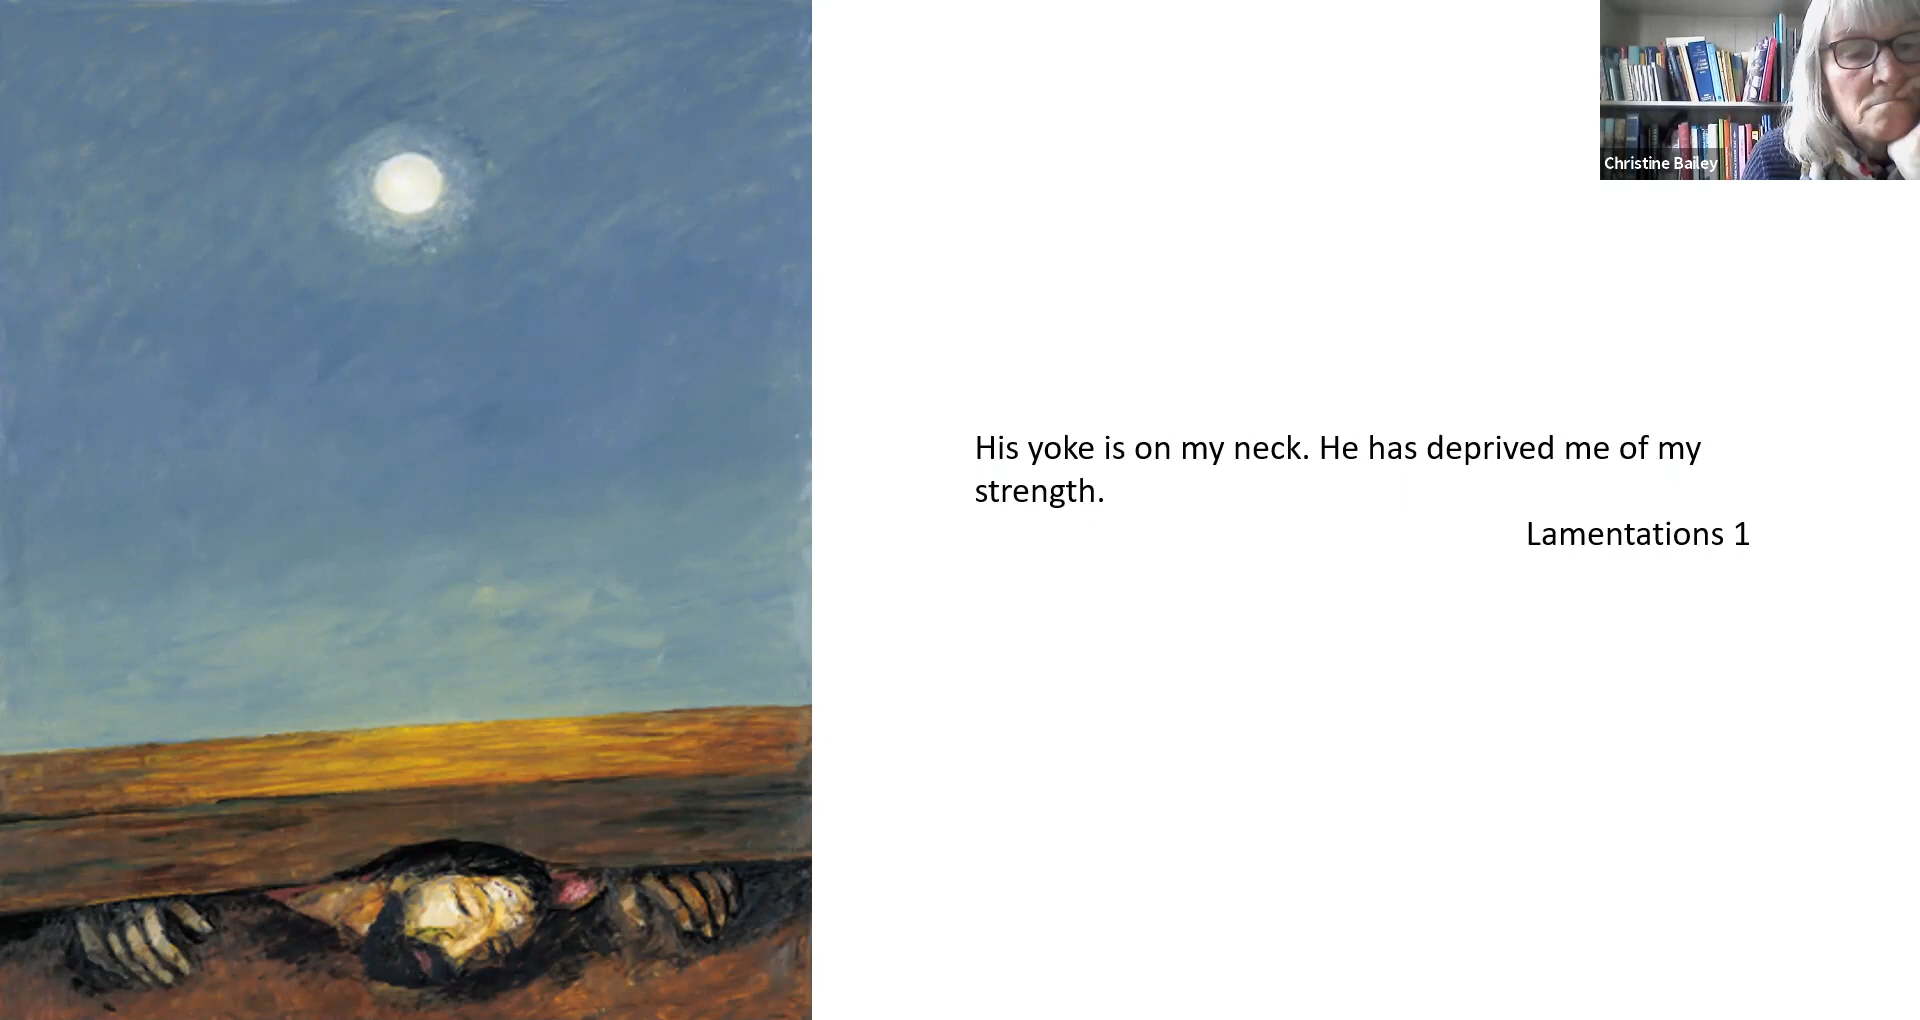 Christine Bailey
His yoke is on my neck. He has deprived me of my
strength.
Lamentations 1